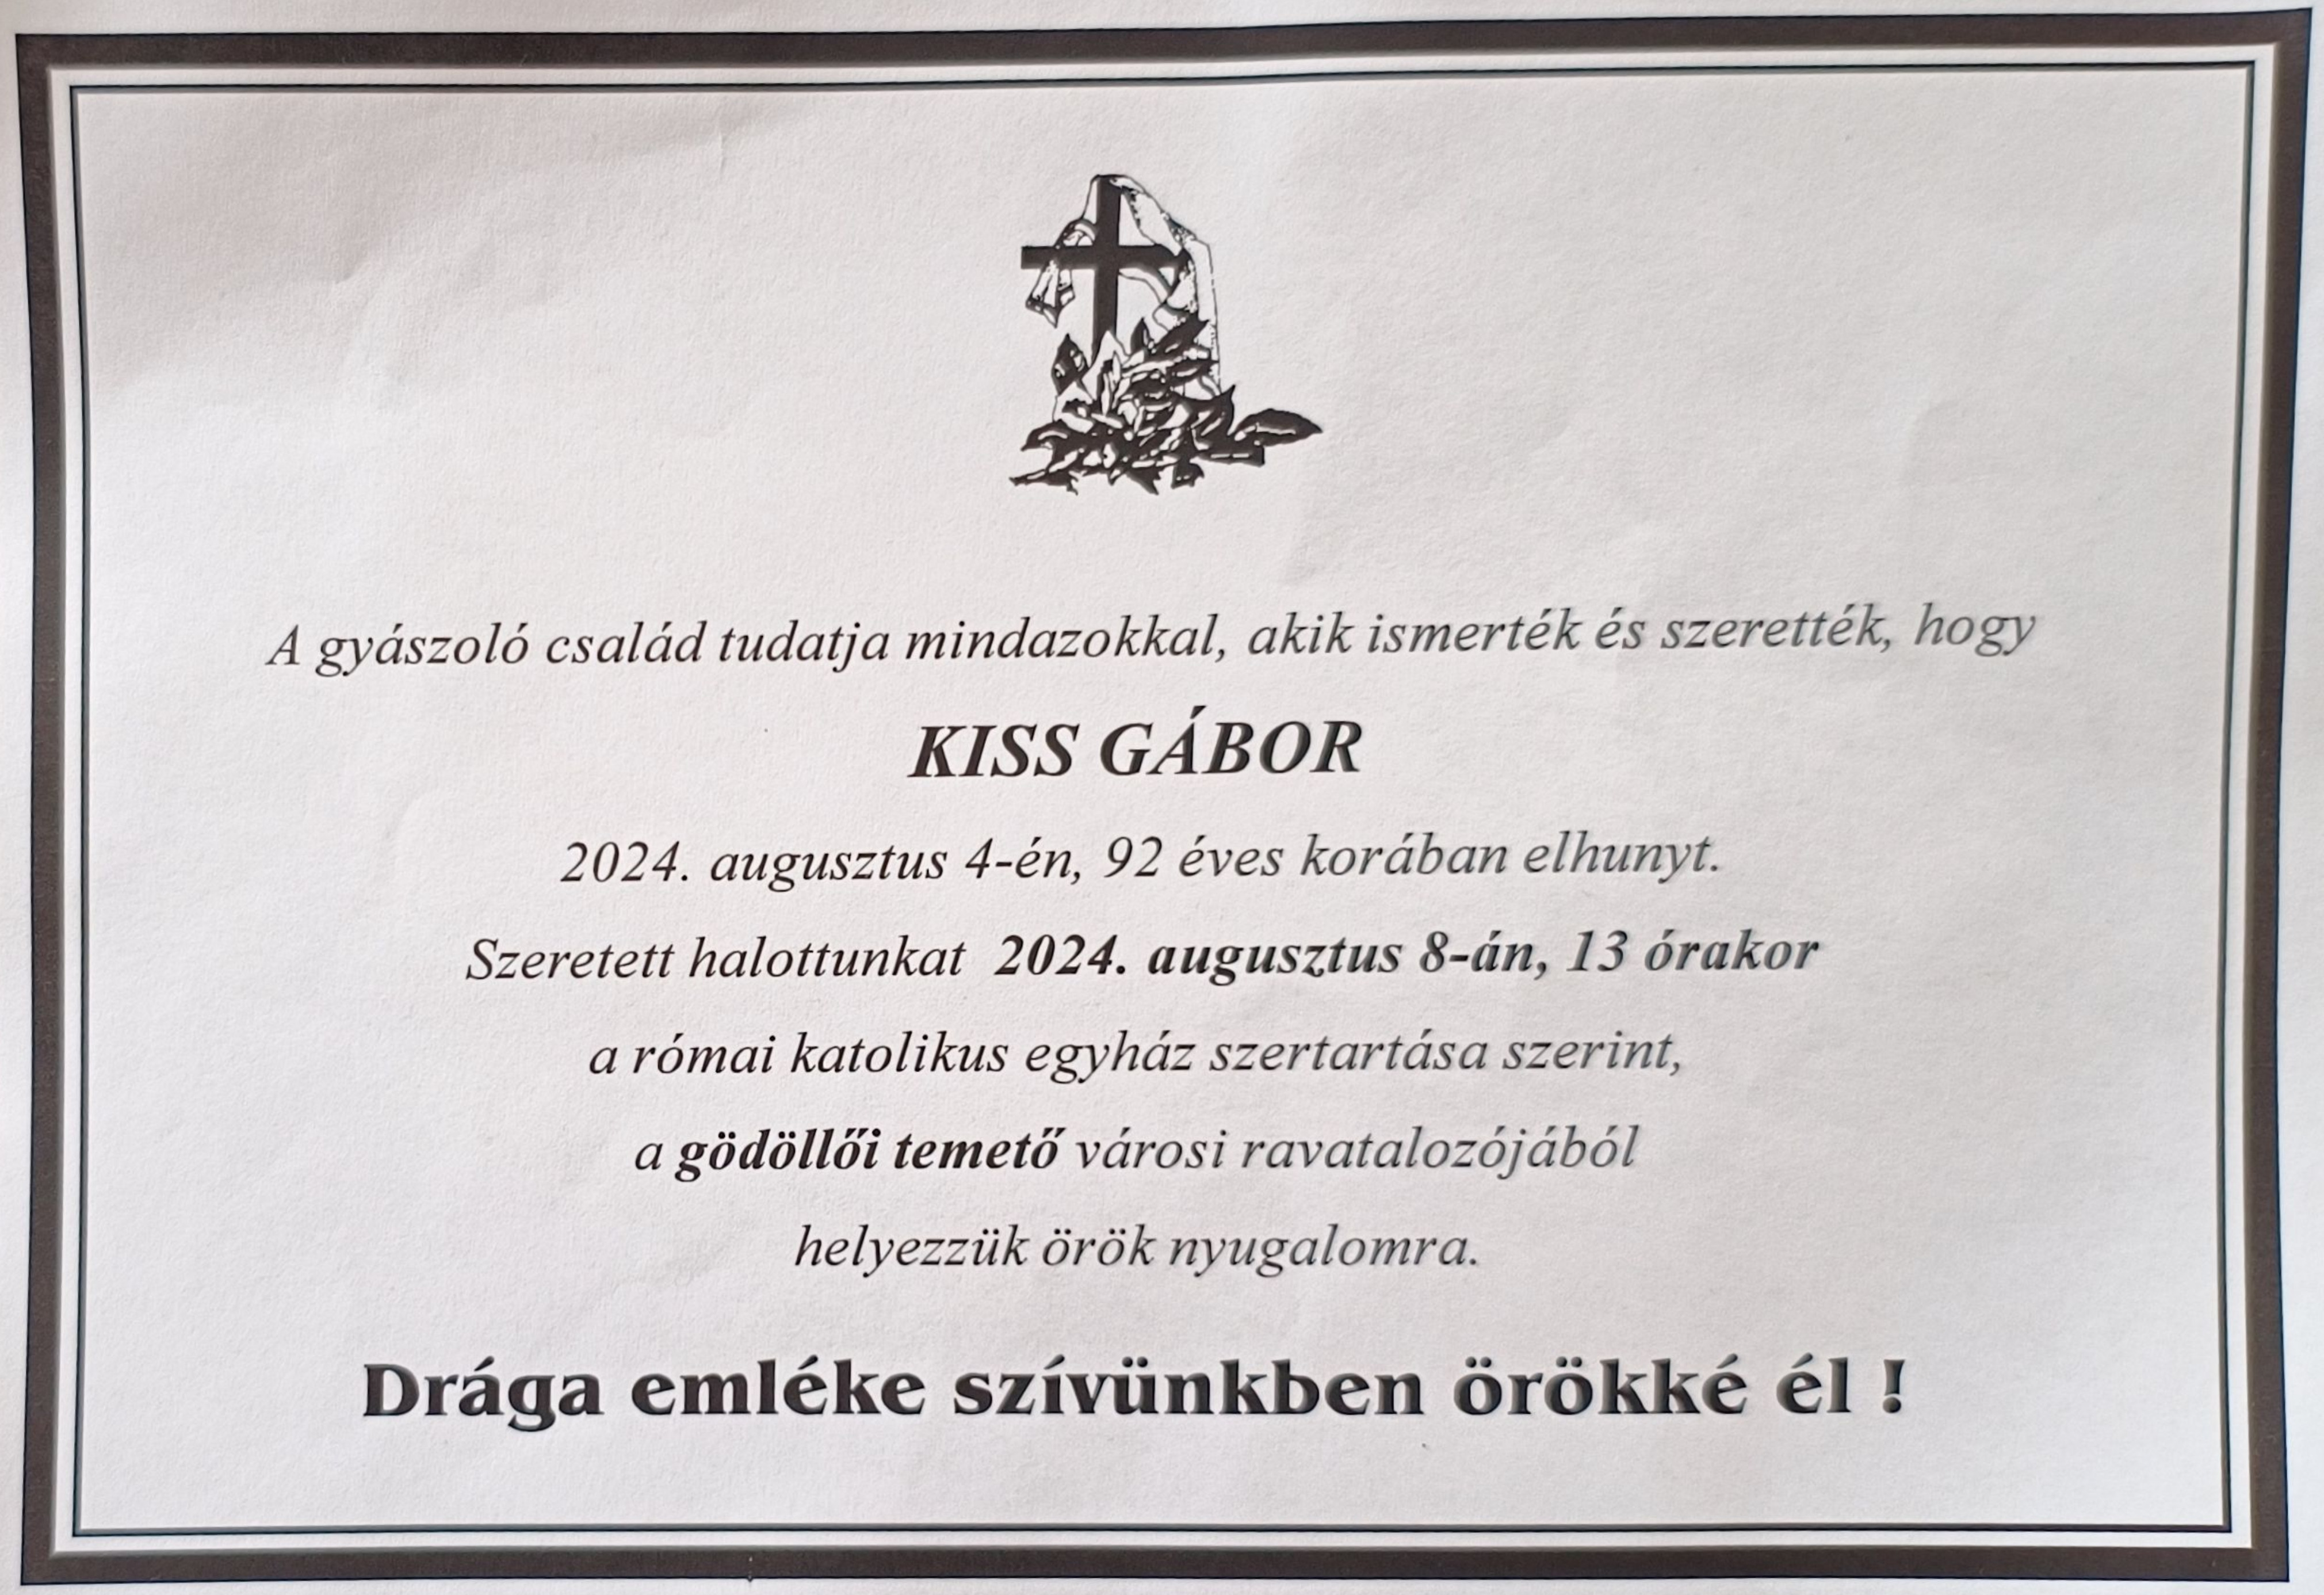 A gyászoló család tudatja mindazokkal, akik ismerték és szerették, hogy
KISS GÁBOR
2024. augusztus 4-én, 92 éves korában elhunyt.
Szeretett halottunkat 2024. augusztus 8-án, 13 órakor
a római katolikus egyház szertartása szerint,
a gödöllői temető városi ravatalozójából
helyezzük örök nyugalomra.
Drága emléke szívünkben örökké él !